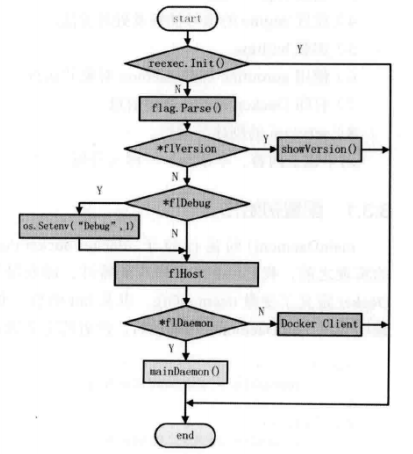 start
reexec.Init()
Y
N
flag.Parse()
*flVersion
Y
showVersion()
N
*flDebug
Y
os.Setenv("Debug",1)
N
flHost
*flDaemon
N
Docker Client
Y
mainDaemon()
end